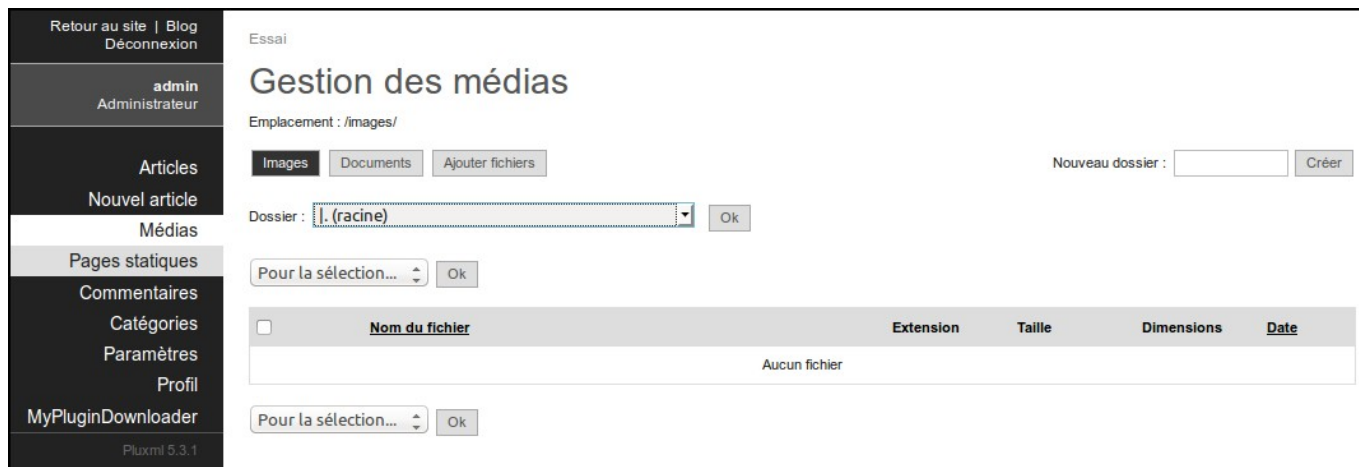 Retour au site | Blog
Déconnexion
admin
Administrateur
Articles
Nouvel article
Médias
Pages statiques
Commentaires
Catégories
Paramètres
Profil
MyPluginDownloader
Pluxml 5.3.1
Essai
Gestion des médias
Emplacement : /images/
Images Documents Ajouter fichiers Nouveau dossier : Créer
Dossier : |. (racine) Ok
Pour la sélection... Ok
Nom du fichier Extension Taille Dimensions Date
Aucun fichier
Pour la sélection... Ok